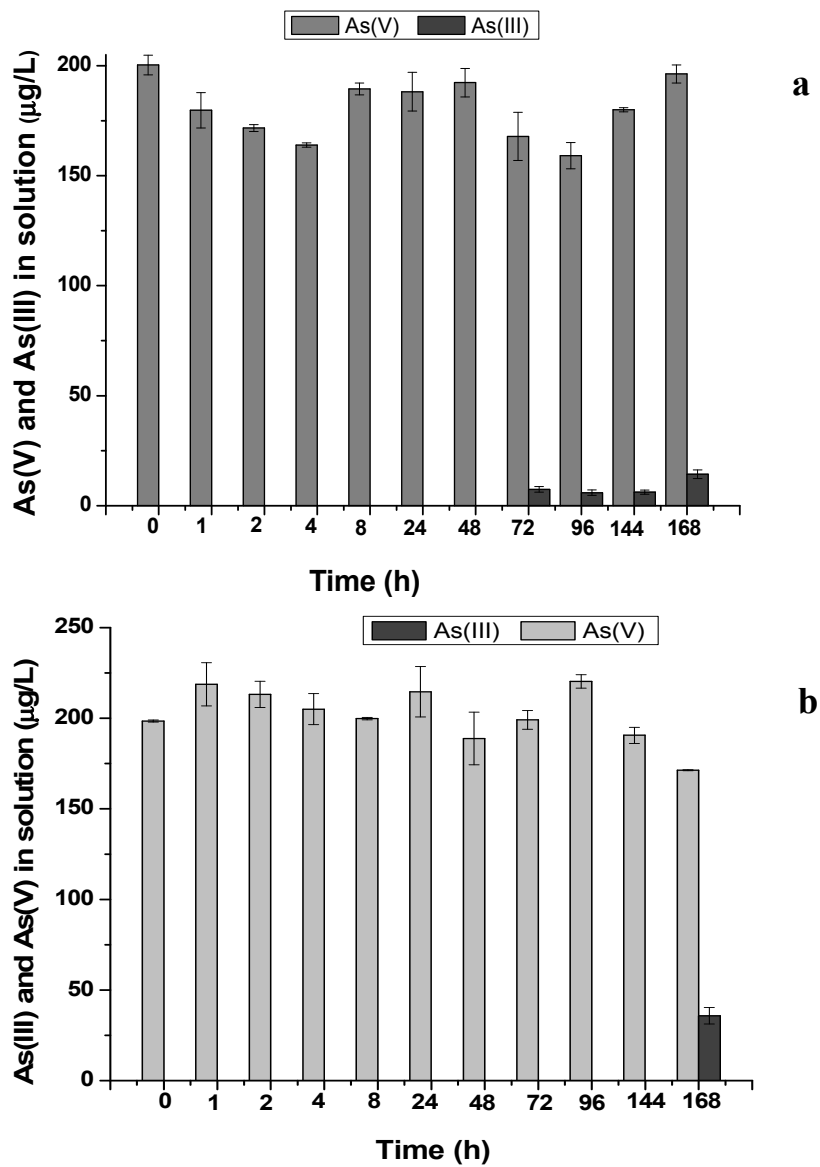 As(V) As(III)
a
200
150
100
50
0
As(V) and As(III) in solution (μg/L)
0 1 2 4 8 24 48 72 96 144 168
Time (h)
As(III) As(V)
b
250
200
150
100
50
0
As(III) and As(V) in solution (μg/L)
0 1 2 4 8 24 48 72 96 144 168
Time (h)